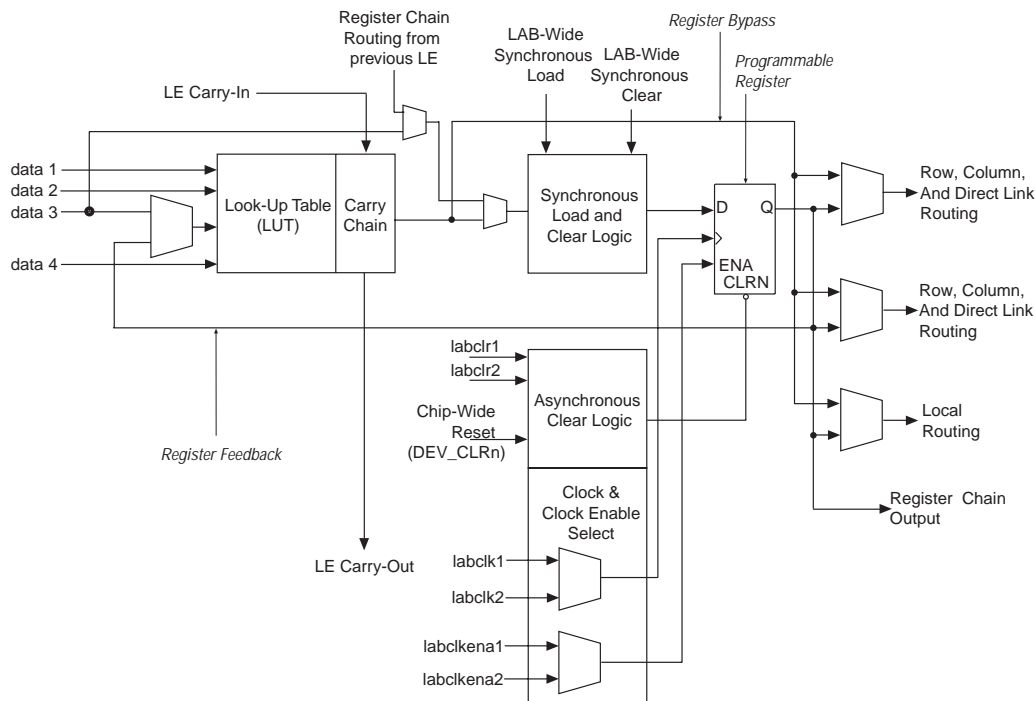 Register Chain
Routing from
previous LE
LAB-Wide
Synchronous
Load
LAB-Wide
Synchronous
Clear
Register Bypass
Programmable
Register
LE Carry-In
data 1
data 2
data 3
data 4
Look-Up Table
(LUT)
Carry
Chain
Synchronous
Load and
Clear Logic
D
Q
ENA
CLRN
Row, Column,
And Direct Link
Routing
Row, Column,
And Direct Link
Routing
Local
Routing
Register Chain
Output
labclr1
labclr2
Chip-Wide
Reset
(DEV_CLRn)
Asynchronous
Clear Logic
Register Feedback
Clock &
Clock Enable
Select
LE Carry-Out
labclk1
labclk2
labclkena1
labclkena2